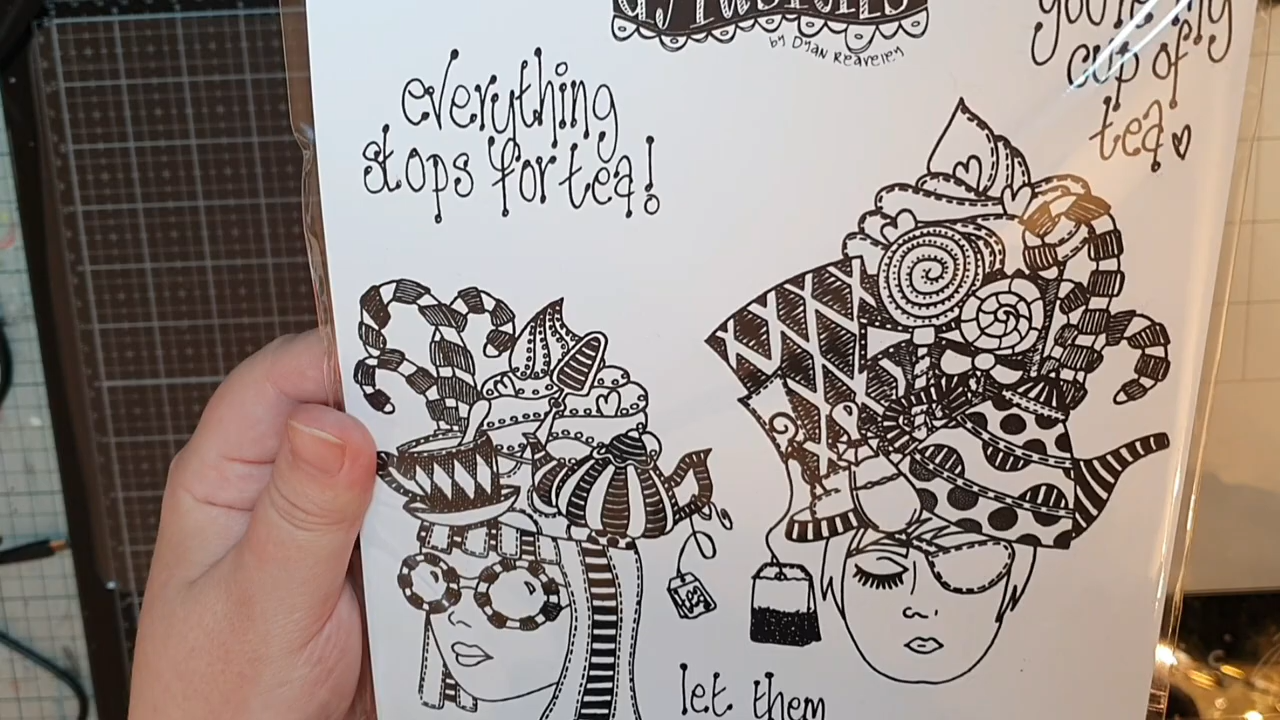 by Dyan Reaveley
you're my
cup of
tea
everything
stops for tea!
tea
let them